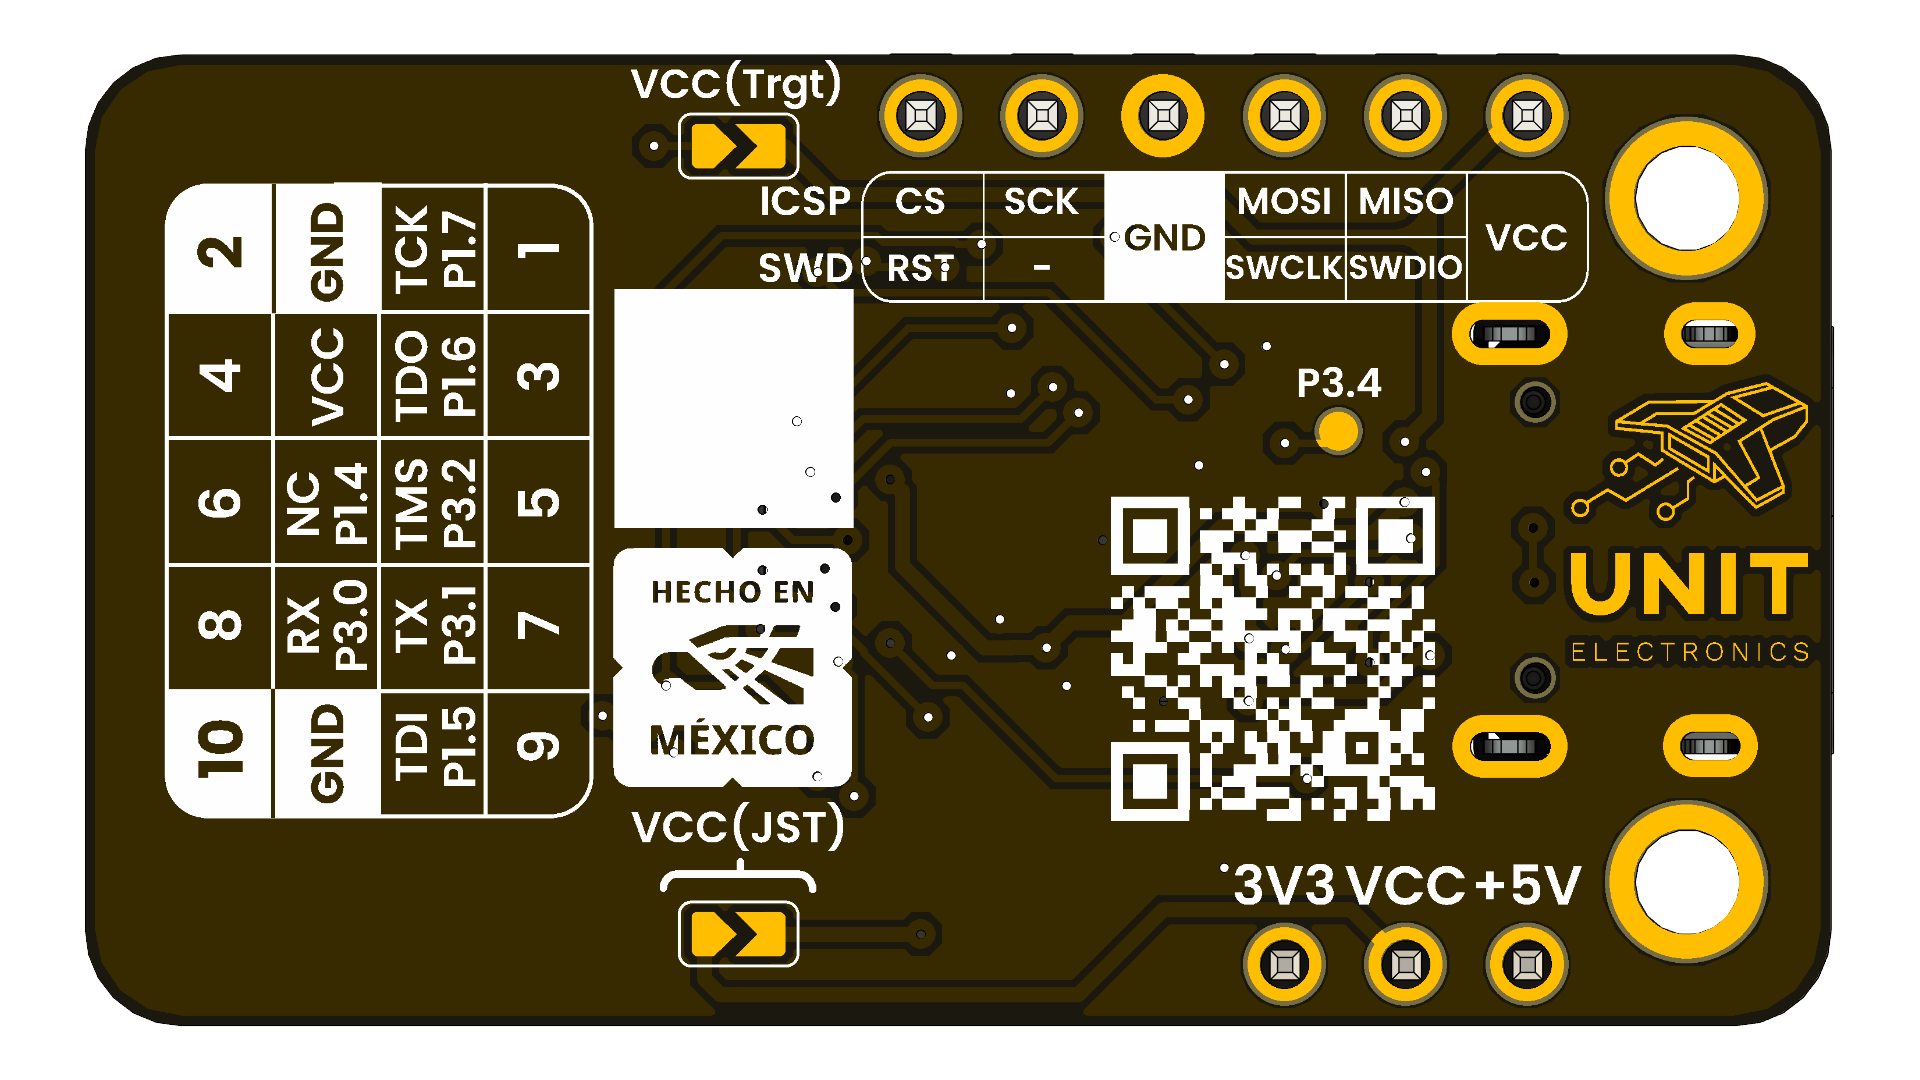 VCC(Trgt)
ICSP CS SCK GND MOSI MISO VCC
SWD RST - SWCLK SWDIO
2 GND TCK P1.7 1
4 VCC TDO P1.6 3
6 NC P1.4 TMS P3.2 5
8 RX P3.0 TX P3.1 7
10 GND TDI P1.5 9
P3.4
HECHO EN
MÉXICO
UNIT
ELECTRONICS
VCC(JST)
3V3 VCC +5V